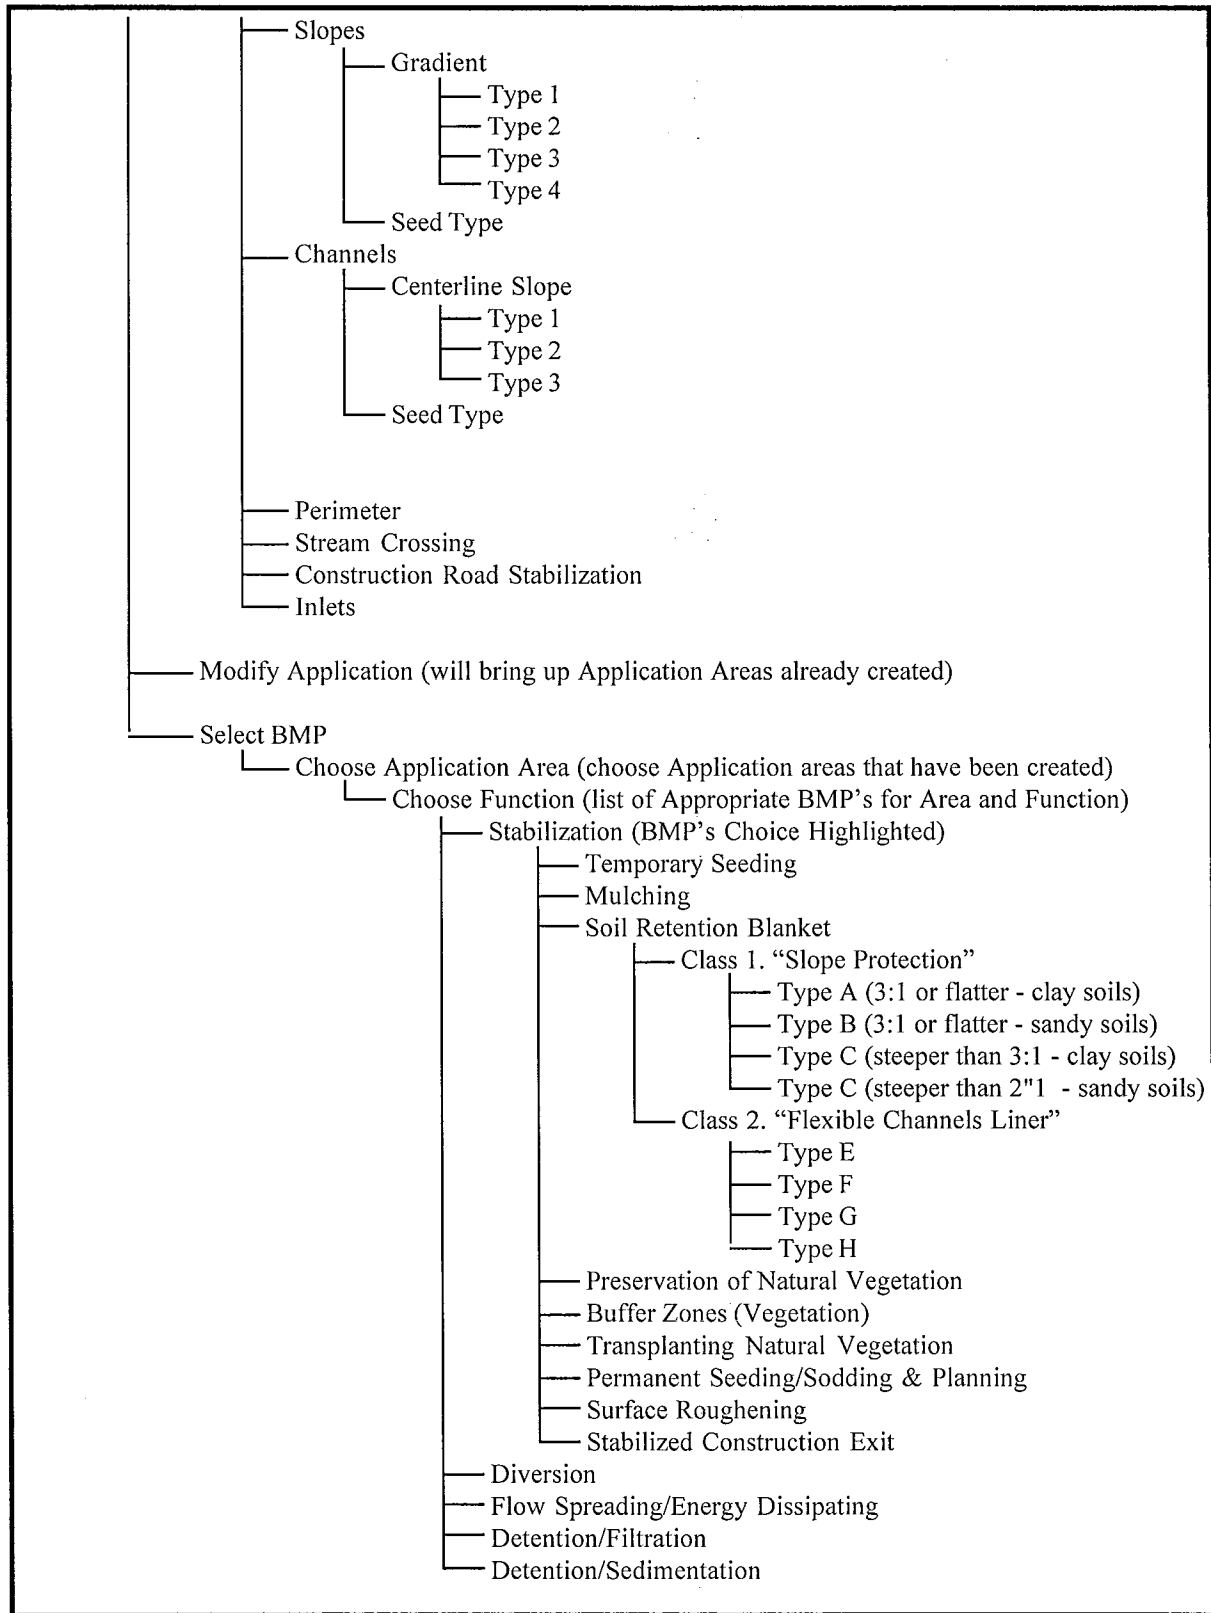 Slopes
Gradient
Type 1
Type 2
Type 3
Type 4
Seed Type
Channels
Centerline Slope
Type 1
Type 2
Type 3
Seed Type
Perimeter
Stream Crossing
Construction Road Stabilization
Inlets
Modify Application (will bring up Application Areas already created)
Select BMP
Choose Application Area (choose Application areas that have been created)
Choose Function (list of Appropriate BMP's for Area and Function)
Stabilization (BMP's Choice Highlighted)
Temporary Seeding
Mulching
Soil Retention Blanket
Class 1. “Slope Protection”
Type A (3:1 or flatter - clay soils)
Type B (3:1 or flatter - sandy soils)
Type C (steeper than 3:1 - clay soils)
Type C (steeper than 2"1 - sandy soils)
Class 2. “Flexible Channels Liner”
Type E
Type F
Type G
Type H
Preservation of Natural Vegetation
Buffer Zones (Vegetation)
Transplanting Natural Vegetation
Permanent Seeding/Sodding & Planning
Surface Roughening
Stabilized Construction Exit
Diversion
Flow Spreading/Energy Dissipating
Detention/Filtration
Detention/Sedimentation